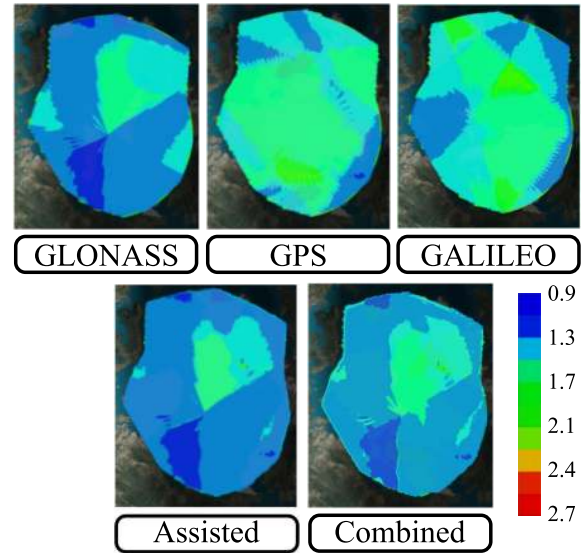 GLONASS
GPS
GALILEO
Assisted
Combined
0.9
1.3
1.7
2.1
2.4
2.7